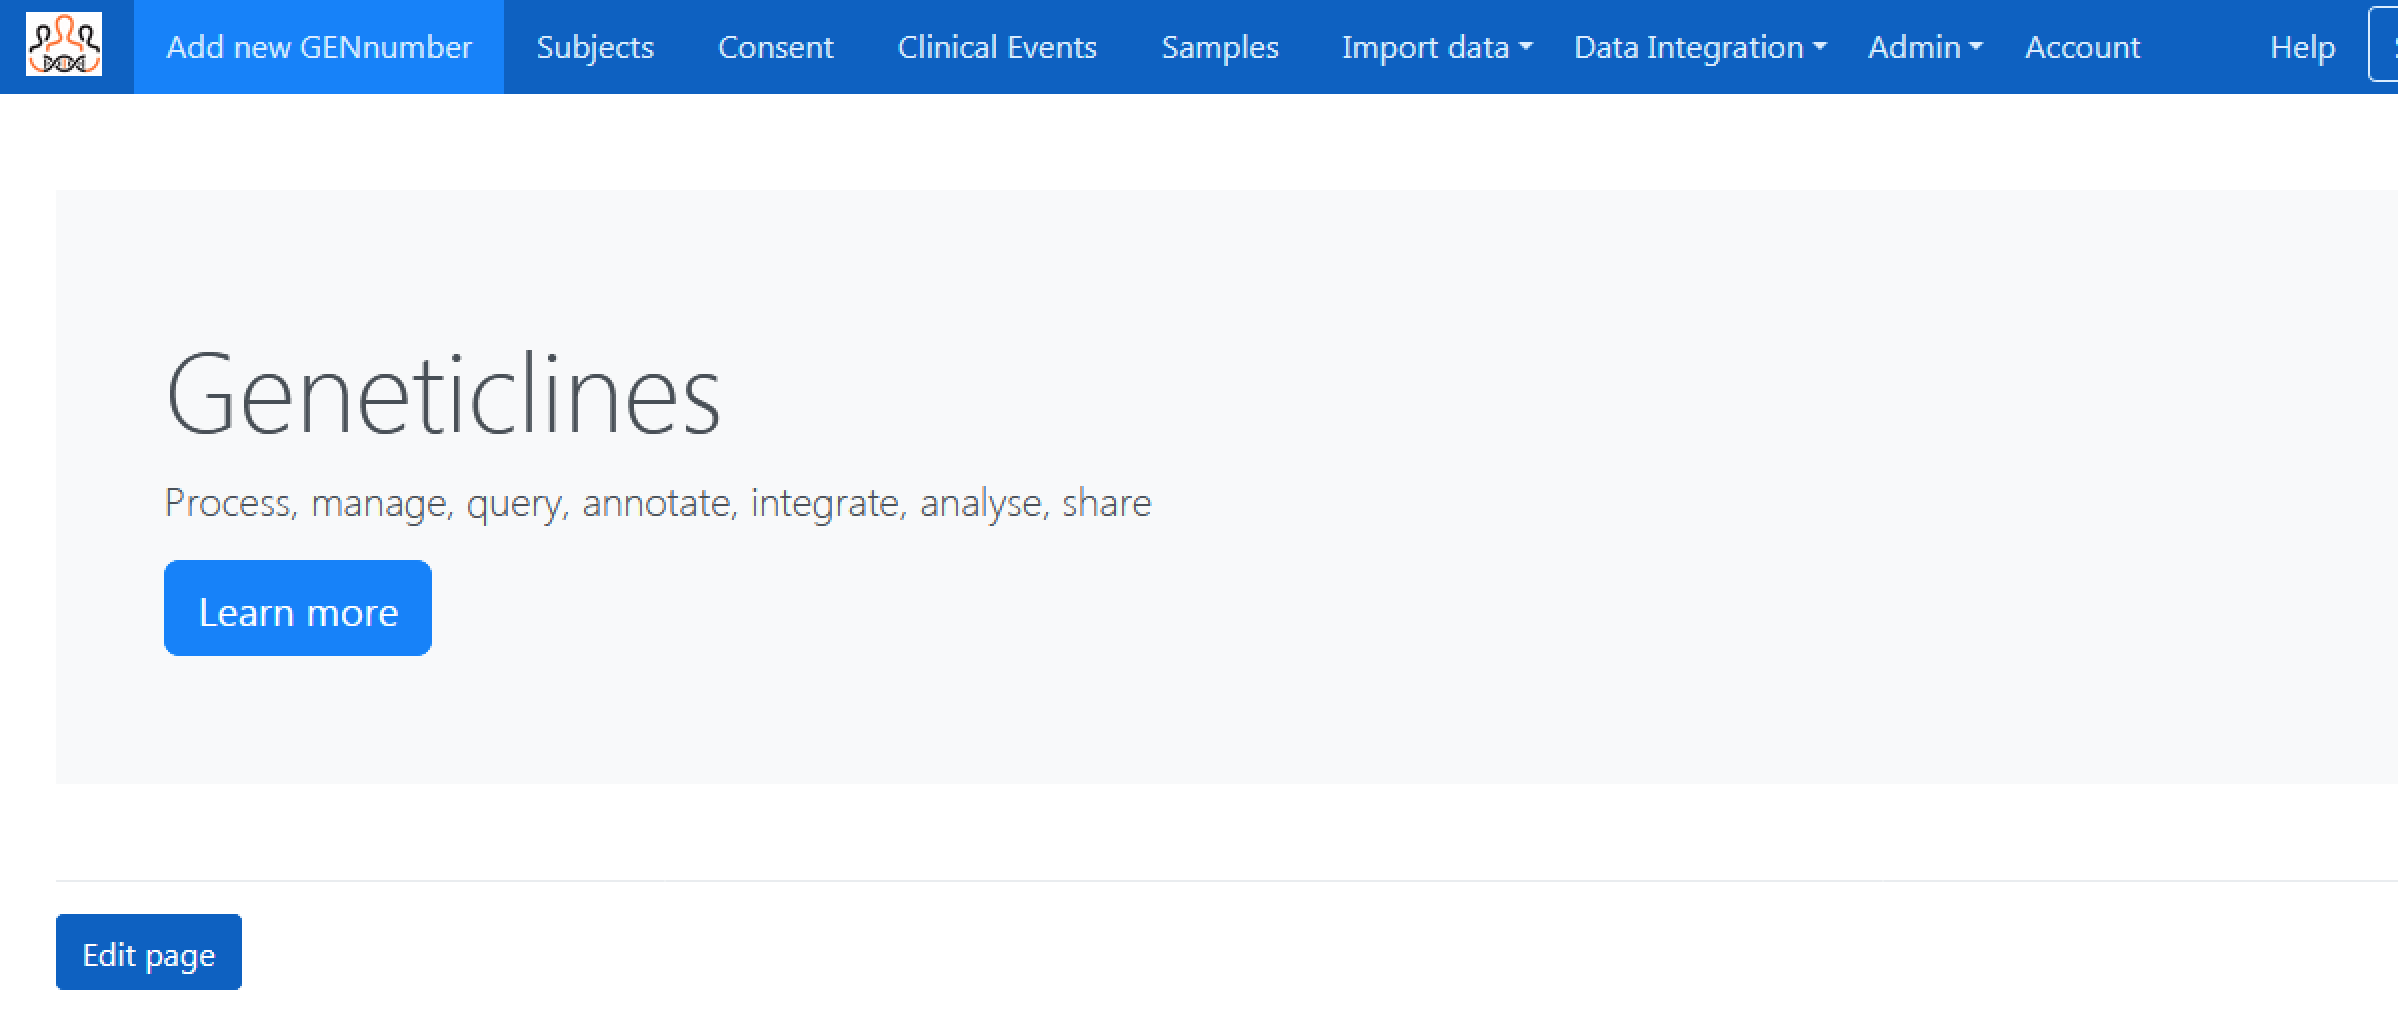 Add new GENnumber Subjects Consent Clinical Events Samples Import data Data Integration Admin Account Help
Geneticlines
Process, manage, query, annotate, integrate, analyse, share
Learn more
Edit page